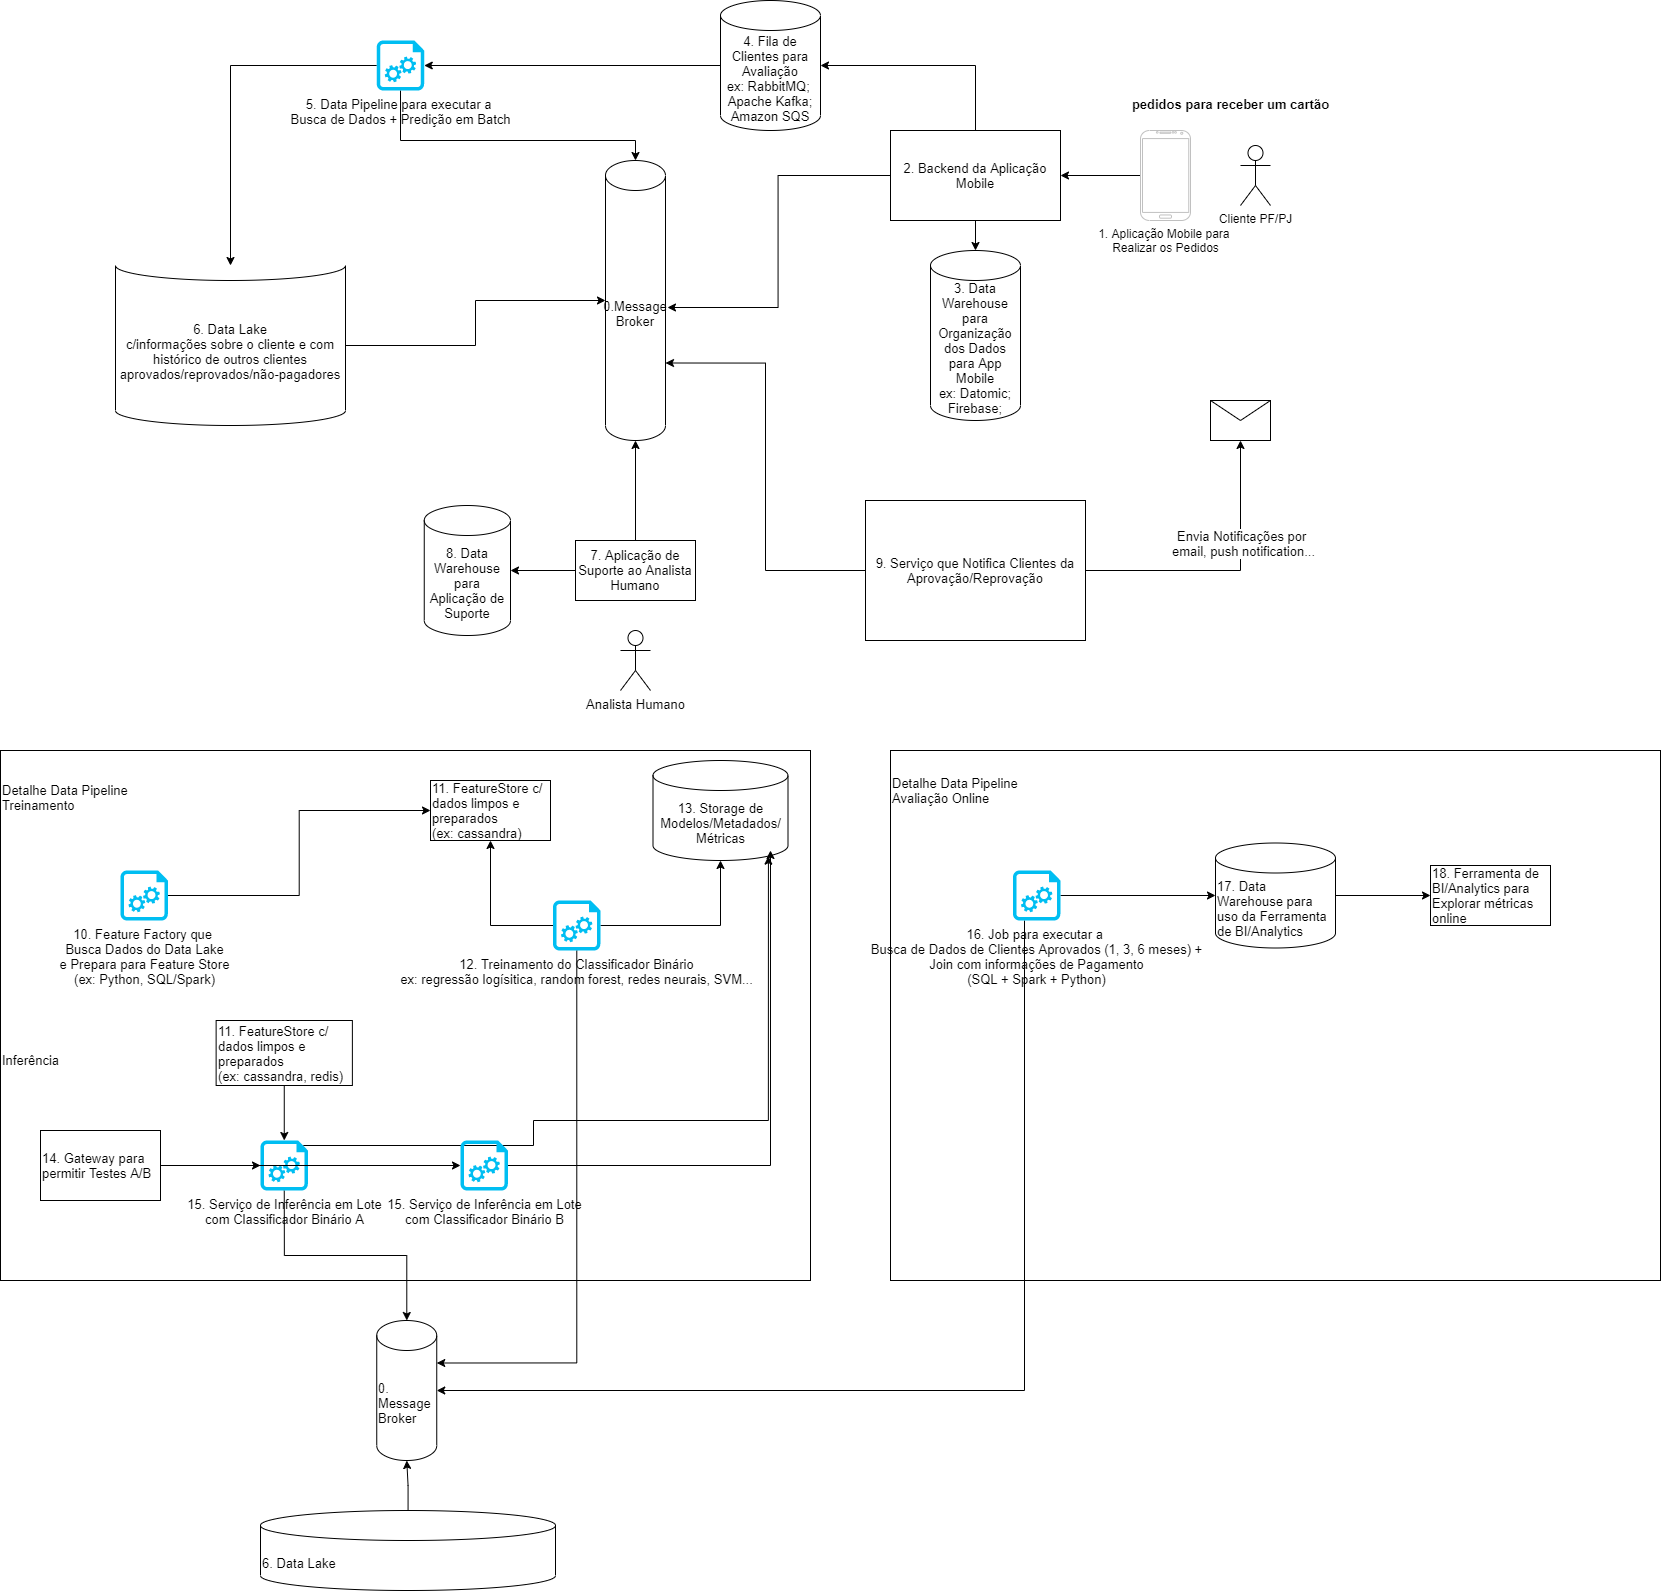 4. Fila de
Clientes para
Avaliação
ex: RabbitMQ;
Apache Kafka;
Amazon SQS
5. Data Pipeline para executar a
Busca de Dados + Predição em Batch
pedidos para receber um cartão
2. Backend da Aplicação
Mobile
Cliente PF/PJ
1. Aplicação Mobile para
Realizar os Pedidos
3. Data
Warehouse
para
Organização
dos Dados
para App
Mobile
ex: Datomic;
Firebase;
0.Message
Broker
6. Data Lake
c/informações sobre o cliente e com
histórico de outros clientes
aprovados/reprovados/não-pagadores
8. Data
Warehouse
para
Aplicação de
Suporte
7. Aplicação de
Suporte ao Analista
Humano
9. Serviço que Notifica Clientes da
Aprovação/Reprovação
Envia Notificações por
email, push notification...
Analista Humano
Detalhe Data Pipeline
Treinamento
11. FeatureStore c/
dados limpos e
preparados
(ex: cassandra)
13. Storage de
Modelos/Metadados/
Métricas
10. Feature Factory que
Busca Dados do Data Lake
e Prepara para Feature Store
(ex: Python, SQL/Spark)
12. Treinamento do Classificador Binário
ex: regressão logísitica, random forest, redes neurais, SVM...
Inferência
11. FeatureStore c/
dados limpos e
preparados
(ex: cassandra, redis)
14. Gateway para
permitir Testes A/B
15. Serviço de Inferência em Lote
com Classificador Binário A
15. Serviço de Inferência em Lote
com Classificador Binário B
Detalhe Data Pipeline
Avaliação Online
16. Job para executar a
Busca de Dados de Clientes Aprovados (1, 3, 6 meses) +
Join com informações de Pagamento
(SQL + Spark + Python)
17. Data
Warehouse para
uso da Ferramenta
de BI/Analytics
18. Ferramenta de
BI/Analytics para
Explorar métricas
online
0.
Message
Broker
6. Data Lake